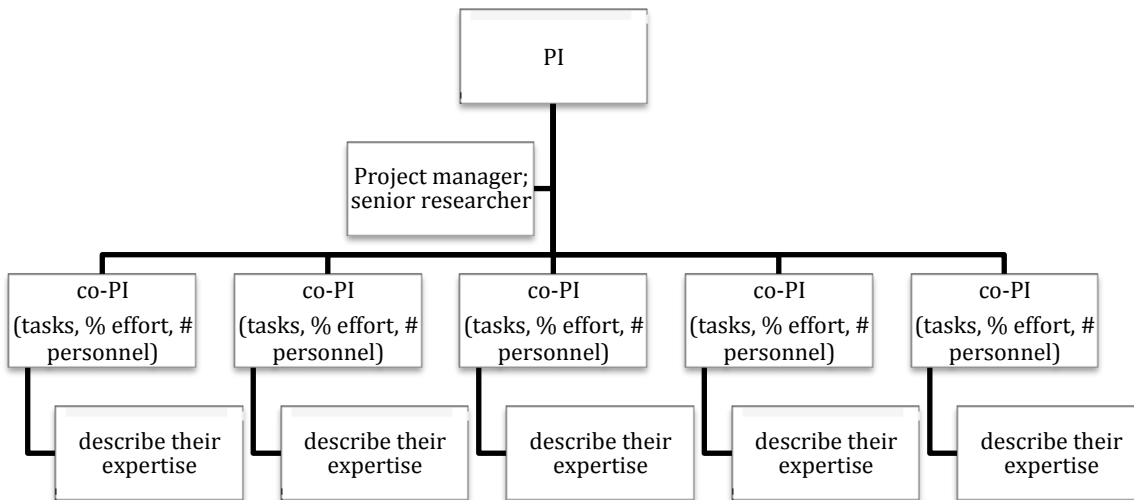 PI
Project manager;
senior researcher
co-PI
(tasks, % effort, #
personnel)
co-PI
(tasks, % effort, #
personnel)
co-PI
(tasks, % effort, #
personnel)
co-PI
(tasks, % effort, #
personnel)
co-PI
(tasks, % effort, #
personnel)
describe their
expertise
describe their
expertise
describe their
expertise
describe their
expertise
describe their
expertise